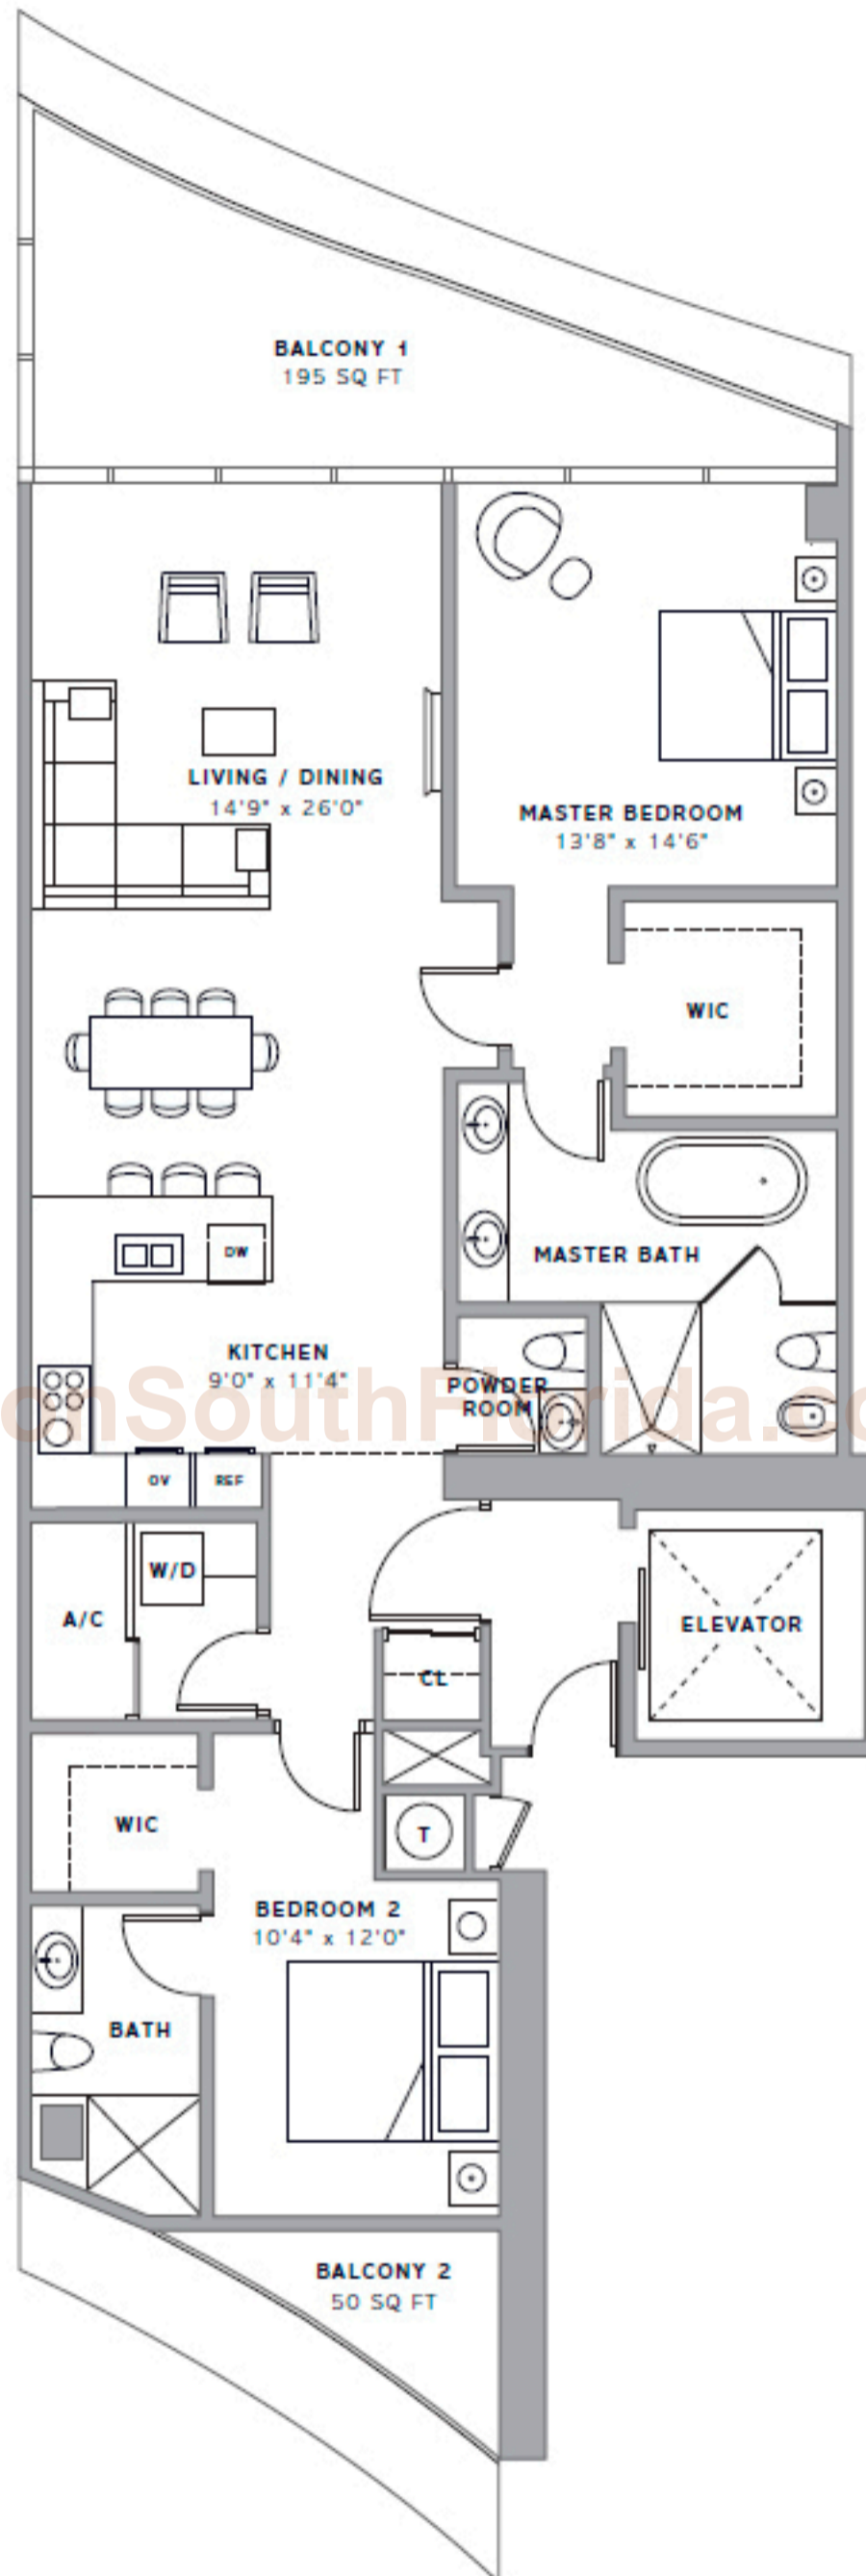 BALCONY 1
195 SQ FT
LIVING / DINING
14'9" x 26'0"
MASTER BEDROOM
13'8" x 14'6"
WIC
DW
MASTER BATH
KITCHEN
9'0" x 11'4"
POWDER
ROOM
onSouthFlorida.co
OV
REF
W/D
A/C
ELEVATOR
CL
WIC
T
BEDROOM 2
10'4" x 12'0"
BATH
BALCONY 2
50 SQ FT